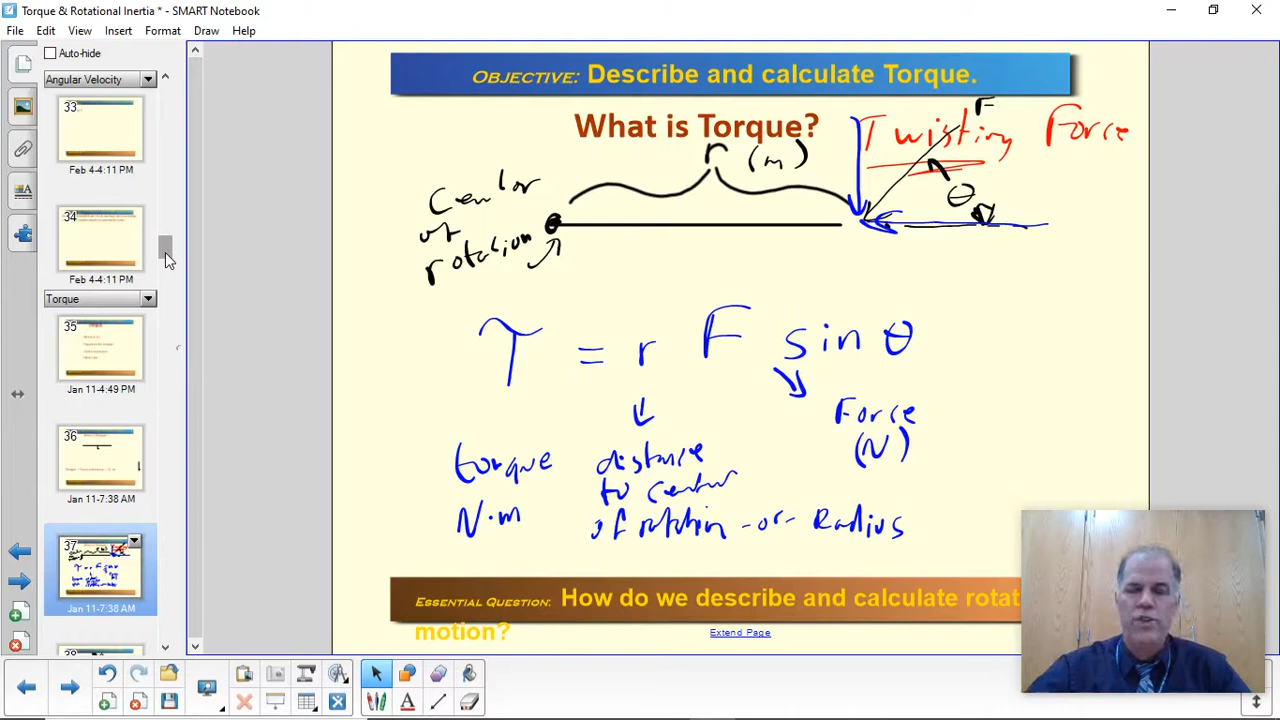 Torque & Rotational Inertia * - SMART Notebook
File Edit View Insert Format Draw Help
Auto-hide
Angular Velocity
33
Feb 4-4:11 PM
34
Feb 4-4:11 PM
Torque
35
Jan 11-4:49 PM
36
Jan 11-7:38 AM
37
Jan 11-7:38 AM
38
OBJECTIVE: Describe and calculate Torque.
What is Torque?
Twisting Force
F
r (m)
θ
Center
of
rotation
τ = r F sin θ
Force
(N)
torque distance
to center
N·m of rotation -or- Radius
ESSENTIAL QUESTION: How do we describe and calculate rotat
motion?
Extend Page